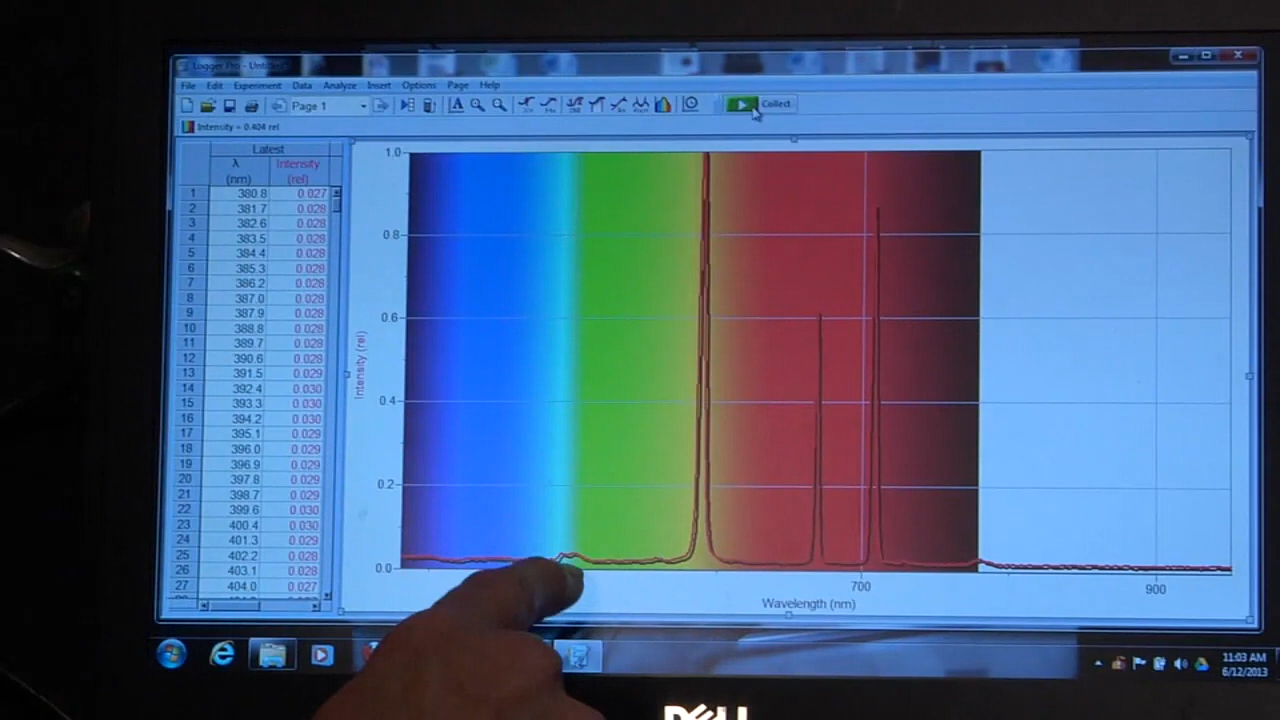 Logger Pro - Untitled*
File Edit Experiment Data Analyze Insert Options Page Help
Page 1
Collect
Intensity = 0.404 rel
Latest
λ Intensity
(nm) (rel)
1 380.8 0.027
2 381.7 0.028
3 382.6 0.028
4 383.5 0.028
5 384.4 0.028
6 385.3 0.028
7 386.2 0.028
8 387.0 0.028
9 387.9 0.028
10 388.8 0.028
11 389.7 0.028
12 390.6 0.028
13 391.5 0.029
14 392.4 0.030
15 393.3 0.030
16 394.2 0.030
17 395.1 0.029
18 396.0 0.029
19 396.9 0.029
20 397.8 0.029
21 398.7 0.029
22 399.6 0.030
23 400.4 0.030
24 401.3 0.029
25 402.2 0.028
26 403.1 0.028
27 404.0 0.027
1.0
0.8
0.6
0.4
0.2
0.0
Intensity (rel)
700 900
Wavelength (nm)
11:03 AM
6/12/2013
DELL